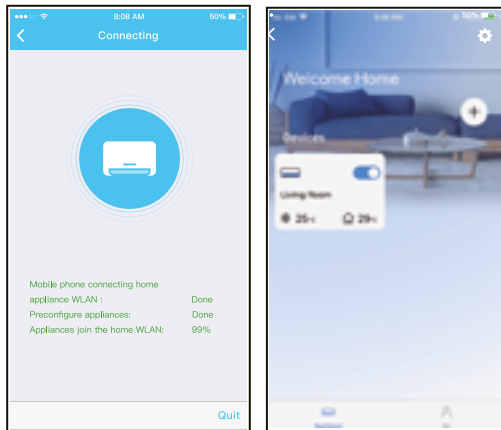 8:08 AM
50%
Connecting
Mobile phone connecting home
appliance WLAN : Done
Preconfigure appliances: Done
Appliances join the home WLAN: 99%
Quit
50%
Welcome Home
Devices
Living Room
25
29